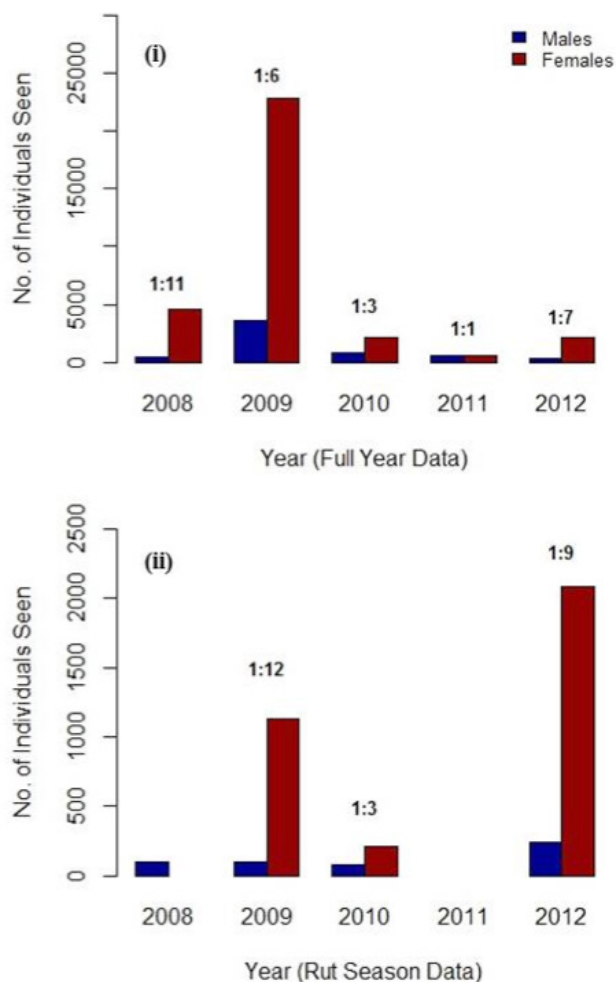 (i)
Males
Females
No. of Individuals Seen
25000
15000
5000
0
1:11
1:6
1:3
1:1
1:7
2008 2009 2010 2011 2012
Year (Full Year Data)
(ii)
No. of Individuals Seen
2500
2000
1500
1000
500
0
1:12
1:3
1:9
2008 2009 2010 2011 2012
Year (Rut Season Data)